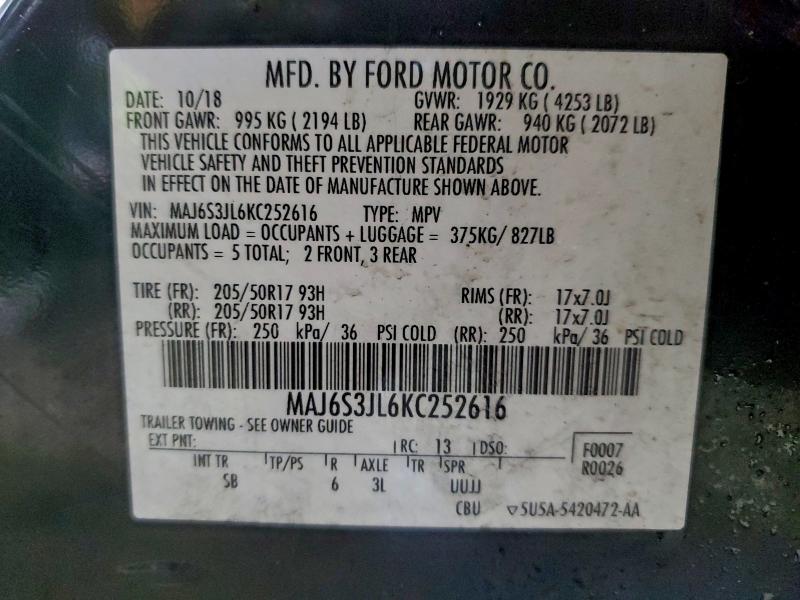 MFD. BY FORD MOTOR CO.
DATE: 10/18 GVWR: 1929 KG ( 4253 LB)
FRONT GAWR: 995 KG ( 2194 LB) REAR GAWR: 940 KG ( 2072 LB)
THIS VEHICLE CONFORMS TO ALL APPLICABLE FEDERAL MOTOR
VEHICLE SAFETY AND THEFT PREVENTION STANDARDS
IN EFFECT ON THE DATE OF MANUFACTURE SHOWN ABOVE.
VIN: MAJ6S3JL6KC252616 TYPE: MPV
MAXIMUM LOAD = OCCUPANTS + LUGGAGE = 375KG/ 827LB
OCCUPANTS = 5 TOTAL; 2 FRONT, 3 REAR
TIRE (FR): 205/50R17 93H RIMS (FR): 17x7.0J
(RR): 205/50R17 93H (RR): 17x7.0J
PRESSURE (FR): 250 kPa/ 36 PSI COLD (RR): 250 kPa/ 36 PSI COLD
MAJ6S3JL6KC252616
TRAILER TOWING - SEE OWNER GUIDE
EXT PNT: RC: 13 DSO: F0007
INT TR TP/PS R AXLE TR SPR R0026
SB 6 3L UUJJ
CBU ▽5U5A-5420472-AA